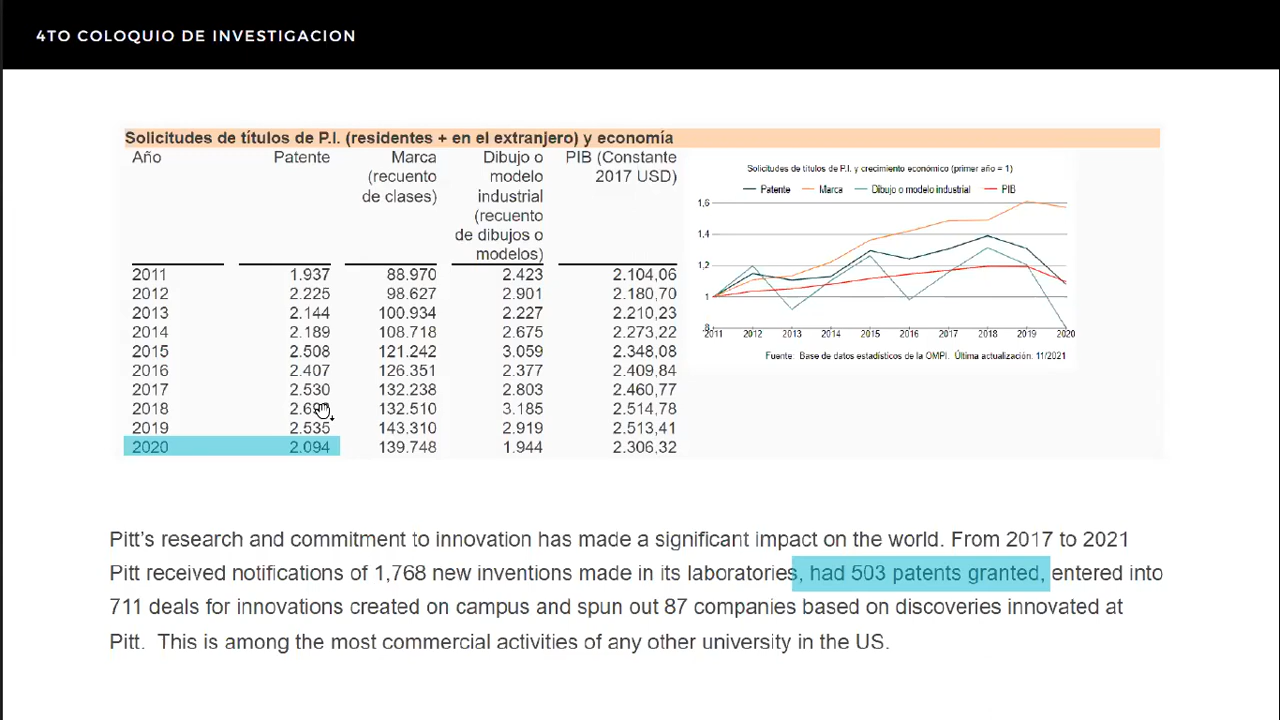 4TO COLOQUIO DE INVESTIGACION
Solicitudes de títulos de P.I. (residentes + en el extranjero) y economía
Año Patente Marca (recuento de clases) Dibujo o modelo industrial (recuento de dibujos o modelos) PIB (Constante 2017 USD)
2011 1.937 88.970 2.423 2.104,06
2012 2.225 98.627 2.901 2.180,70
2013 2.144 100.934 2.227 2.210,23
2014 2.189 108.718 2.675 2.273,22
2015 2.508 121.242 3.059 2.348,08
2016 2.407 126.351 2.377 2.409,84
2017 2.530 132.238 2.803 2.460,77
2018 132.510 3.185 2.514,78
2019 2.535 143.310 2.919 2.513,41
2020 2.094 139.748 1.944 2.306,32
Solicitudes de títulos de P.I. y crecimiento económico (primer año = 1)
Patente Marca Dibujo o modelo industrial PIB
1,6
1,4
1,2
1
,8
2011 2012 2013 2014 2015 2016 2017 2018 2019 2020
Fuente: Base de datos estadísticos de la OMPI. Última actualización: 11/2021
Pitt's research and commitment to innovation has made a significant impact on the world. From 2017 to 2021
Pitt received notifications of 1,768 new inventions made in its laboratories, had 503 patents granted, entered into
711 deals for innovations created on campus and spun out 87 companies based on discoveries innovated at
Pitt. This is among the most commercial activities of any other university in the US.